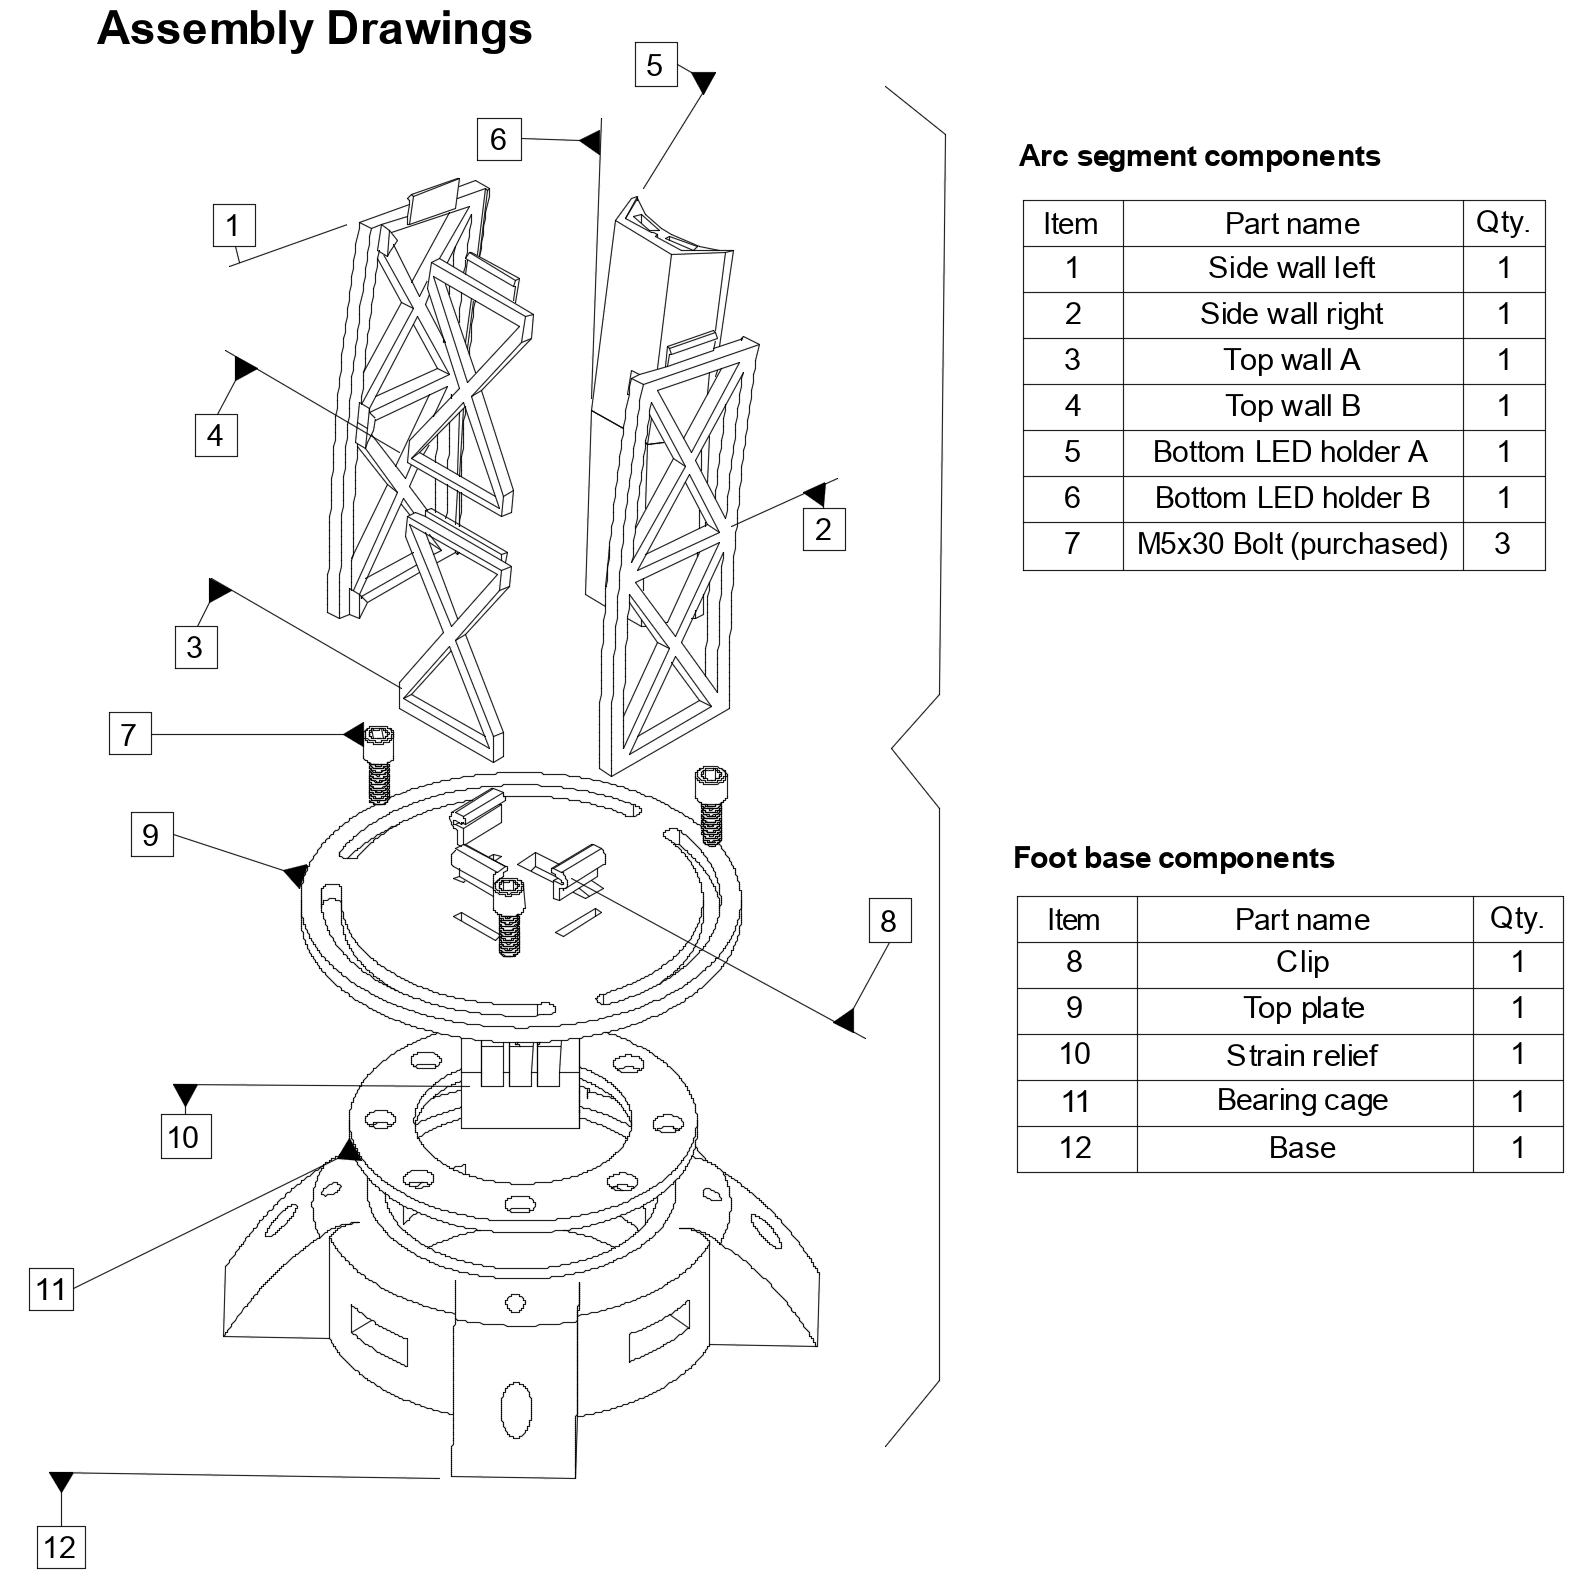 Assembly Drawings
5
6
1
4
2
3
7
9
8
10
11
12
Arc segment components
Item Part name Qty.
1 Side wall left 1
2 Side wall right 1
3 Top wall A 1
4 Top wall B 1
5 Bottom LED holder A 1
6 Bottom LED holder B 1
7 M5x30 Bolt (purchased) 3
Foot base components
Item Part name Qty.
8 Clip 1
9 Top plate 1
10 Strain relief 1
11 Bearing cage 1
12 Base 1